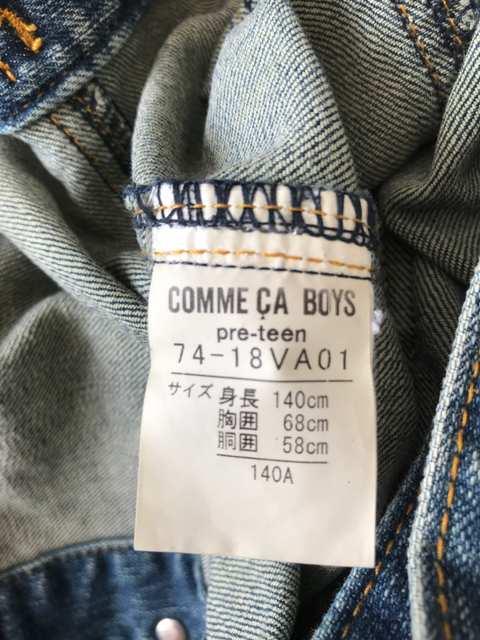 COMME ÇA BOYS
pre-teen
74-18VA01
サイズ 身長 140cm
胸囲 68cm
胴囲 58cm
140A